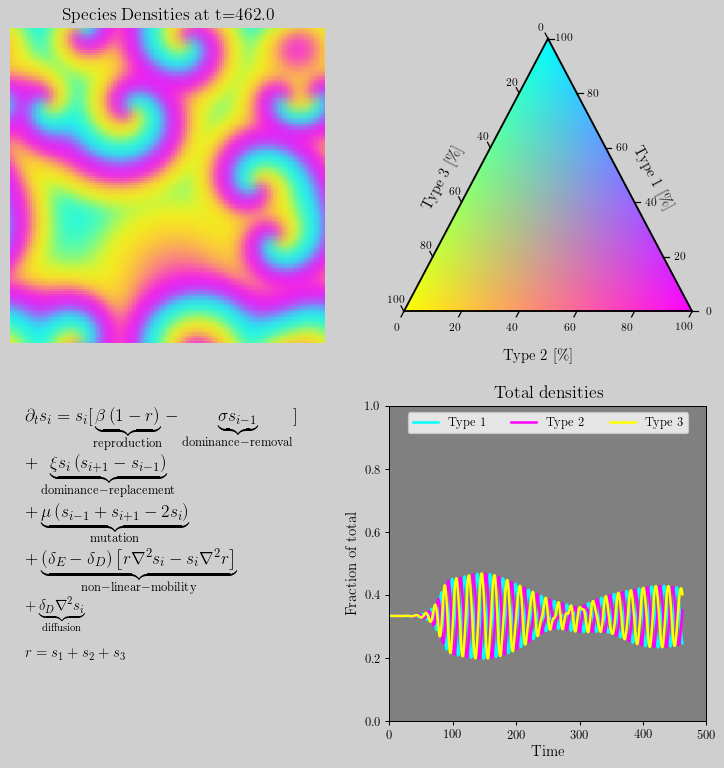 Species Densities at t=462.0
0 100
20 80
40 60
Type 3 [%] Type 1 [%]
60 40
80 20
100 0
0 20 40 60 80 100
Type 2 [%]
∂ₜsᵢ = sᵢ[β (1 − r) − σsᵢ₋₁ ]
reproduction dominance−removal
+ ξsᵢ (sᵢ₊₁ − sᵢ₋₁)
dominance−replacement
+ μ (sᵢ₋₁ + sᵢ₊₁ − 2sᵢ)
mutation
+ (δ_E − δ_D) [r∇²sᵢ − sᵢ∇²r]
non−linear−mobility
+ δ_D∇²sᵢ
diffusion
r = s₁ + s₂ + s₃
Total densities
1.0
Type 1 Type 2 Type 3
0.8
0.6
Fraction of total
0.4
0.2
0.0
0 100 200 300 400 500
Time